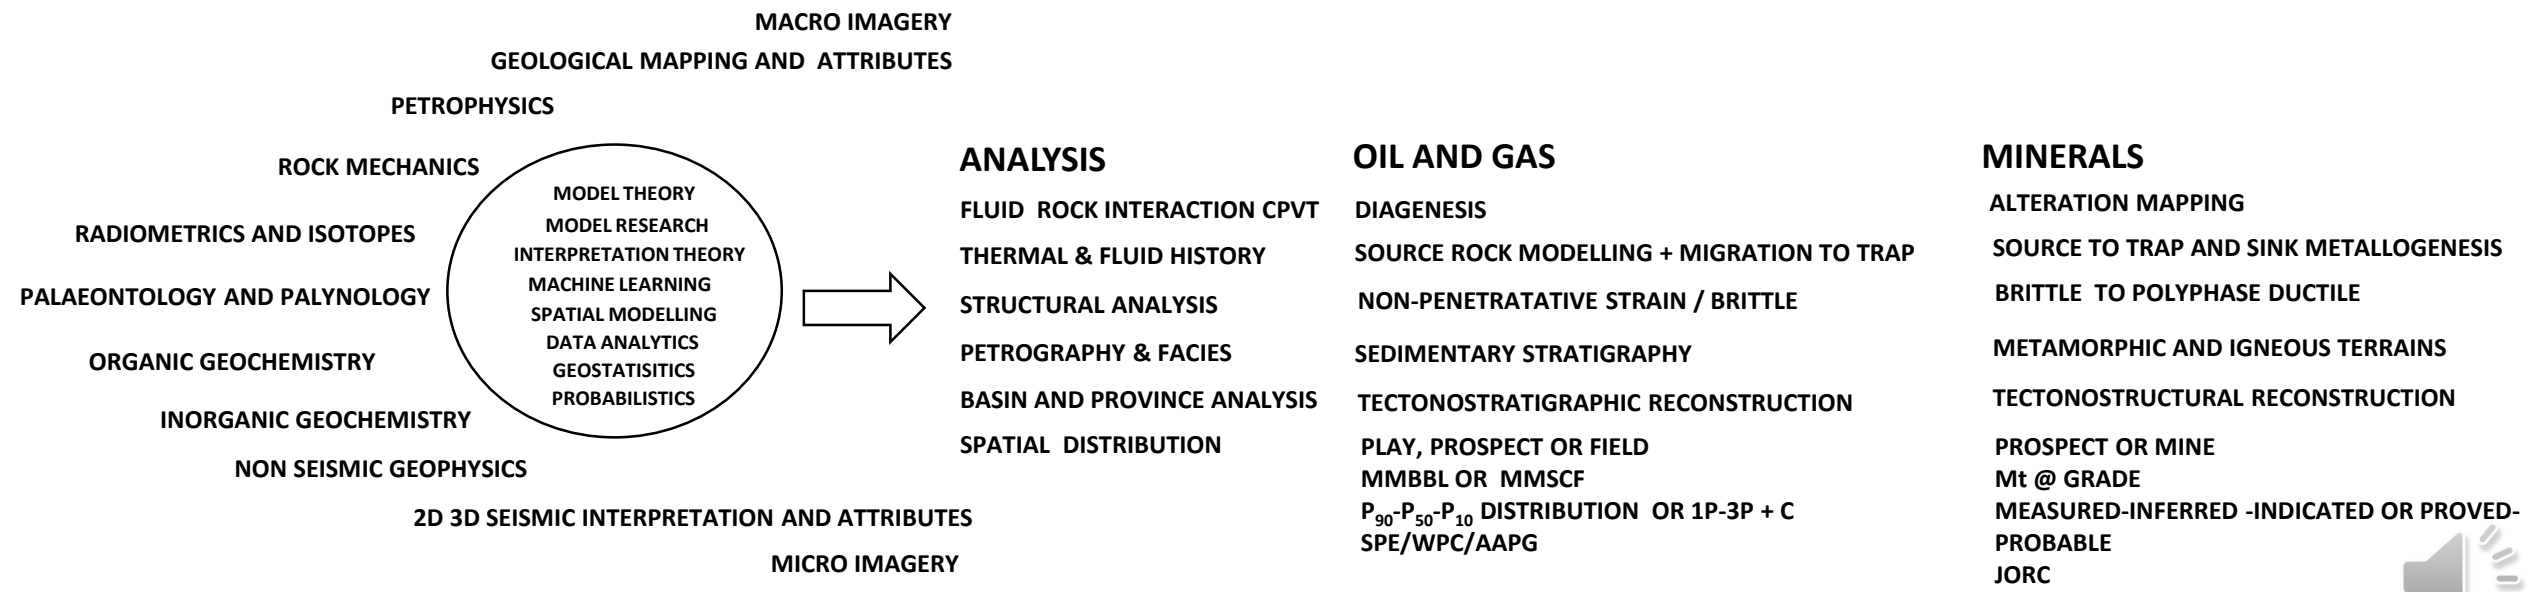 MACRO IMAGERY
GEOLOGICAL MAPPING AND ATTRIBUTES
PETROPHYSICS
ROCK MECHANICS
RADIOMETRICS AND ISOTOPES
PALAEONTOLOGY AND PALYNOLOGY
ORGANIC GEOCHEMISTRY
INORGANIC GEOCHEMISTRY
NON SEISMIC GEOPHYSICS
2D 3D SEISMIC INTERPRETATION AND ATTRIBUTES
MICRO IMAGERY
MODEL THEORY
MODEL RESEARCH
INTERPRETATION THEORY
MACHINE LEARNING
SPATIAL MODELLING
DATA ANALYTICS
GEOSTATISITICS
PROBABILISTICS
ANALYSIS
FLUID ROCK INTERACTION CPVT
THERMAL & FLUID HISTORY
STRUCTURAL ANALYSIS
PETROGRAPHY & FACIES
BASIN AND PROVINCE ANALYSIS
SPATIAL DISTRIBUTION
OIL AND GAS
DIAGENESIS
SOURCE ROCK MODELLING + MIGRATION TO TRAP
NON-PENETRATATIVE STRAIN / BRITTLE
SEDIMENTARY STRATIGRAPHY
TECTONOSTRATIGRAPHIC RECONSTRUCTION
PLAY, PROSPECT OR FIELD
MMBBL OR MMSCF
P90-P50-P10 DISTRIBUTION OR 1P-3P + C
SPE/WPC/AAPG
MINERALS
ALTERATION MAPPING
SOURCE TO TRAP AND SINK METALLOGENESIS
BRITTLE TO POLYPHASE DUCTILE
METAMORPHIC AND IGNEOUS TERRAINS
TECTONOSTRUCTURAL RECONSTRUCTION
PROSPECT OR MINE
Mt @ GRADE
MEASURED-INFERRED -INDICATED OR PROVED-
PROBABLE
JORC